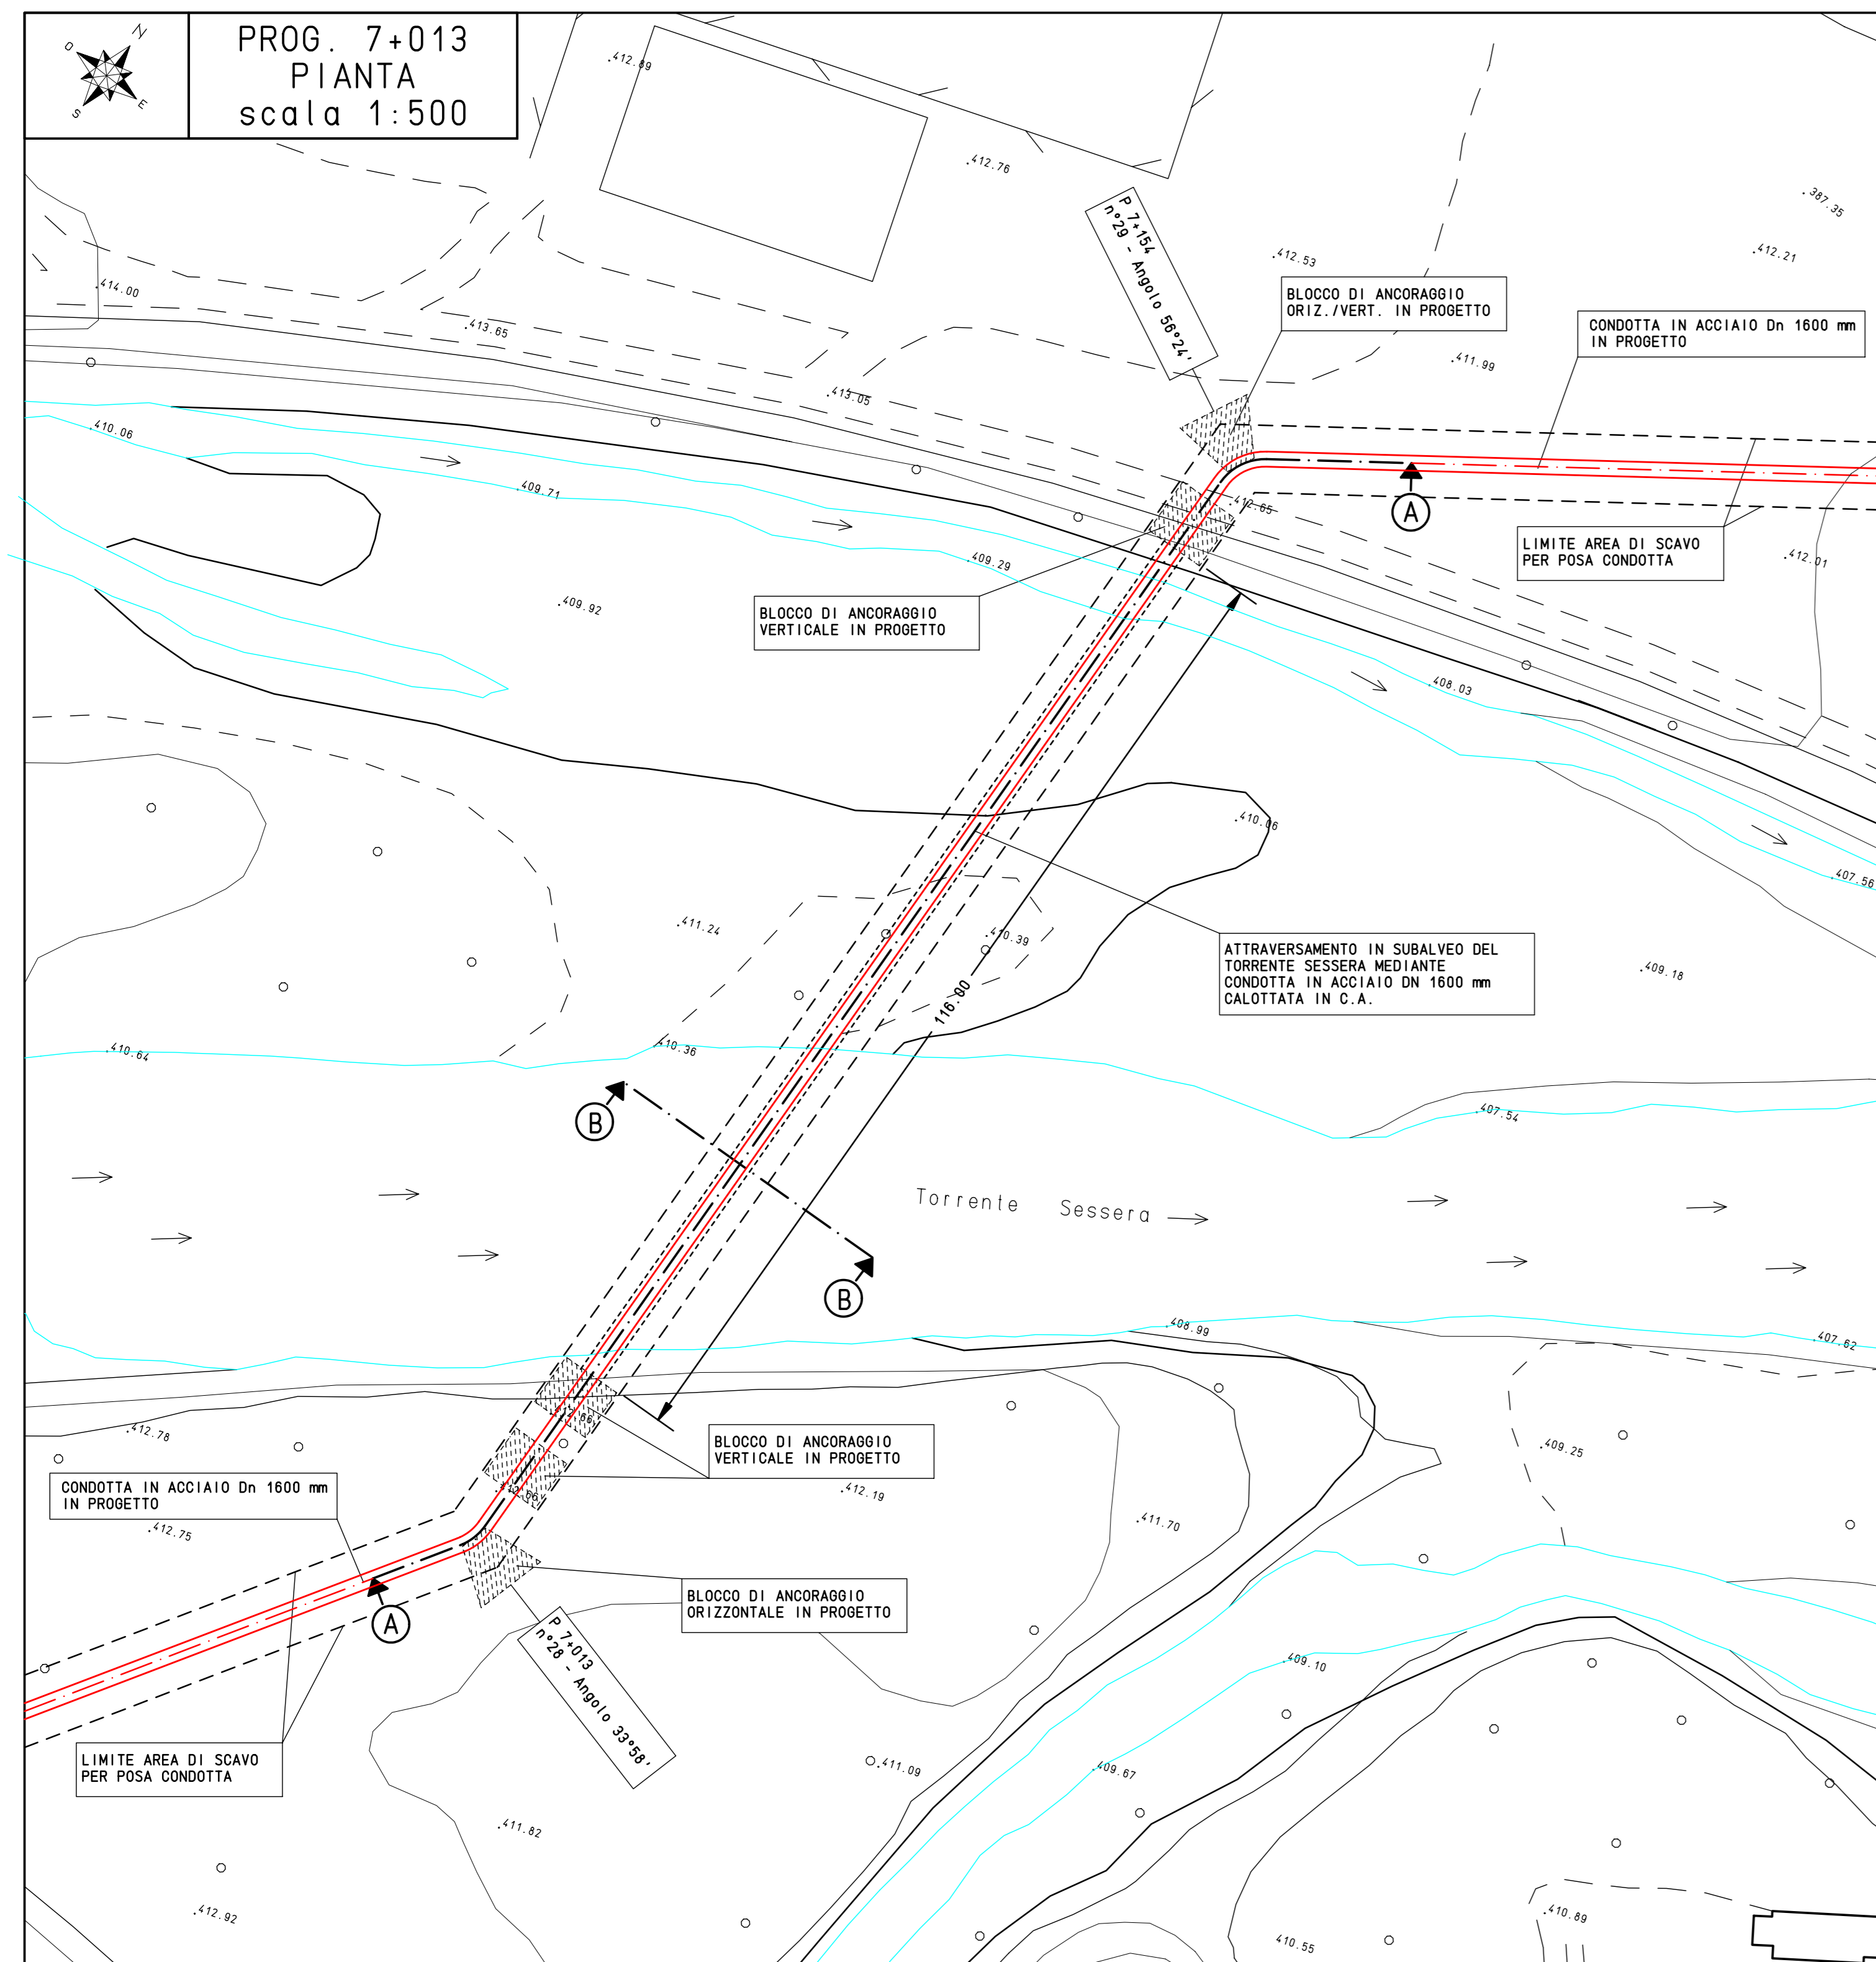 N
O
E
S
PROG. 7+013
PIANTA
scala 1:500
.412.89
.412.76
.387.35
.412.53
.412.21
.414.00
.413.65
P 7+154
n°29 - Angolo 56°24'
BLOCCO DI ANCORAGGIO
ORIZ./VERT. IN PROGETTO
CONDOTTA IN ACCIAIO Dn 1600 mm
IN PROGETTO
.411.99
.413.05
.410.06
.409.71
.412.65
A
LIMITE AREA DI SCAVO
PER POSA CONDOTTA
.412.01
.409.29
.409.92
BLOCCO DI ANCORAGGIO
VERTICALE IN PROGETTO
.408.03
.410.06
.407.56
.411.24
.410.39
ATTRAVERSAMENTO IN SUBALVEO DEL
TORRENTE SESSERA MEDIANTE
CONDOTTA IN ACCIAIO DN 1600 mm
CALOTTATA IN C.A.
.409.18
116.00
.410.64
.410.36
B
.407.54
Torrente Sessera
B
.408.99
.407.62
.412.78
BLOCCO DI ANCORAGGIO
VERTICALE IN PROGETTO
.409.25
CONDOTTA IN ACCIAIO Dn 1600 mm
IN PROGETTO
.412.66
.412.19
.412.75
.411.70
BLOCCO DI ANCORAGGIO
ORIZZONTALE IN PROGETTO
A
P 7+013
n°28 - Angolo 33°58'
.409.10
LIMITE AREA DI SCAVO
PER POSA CONDOTTA
.411.09
.409.67
.411.82
.412.92
.410.89
410.55